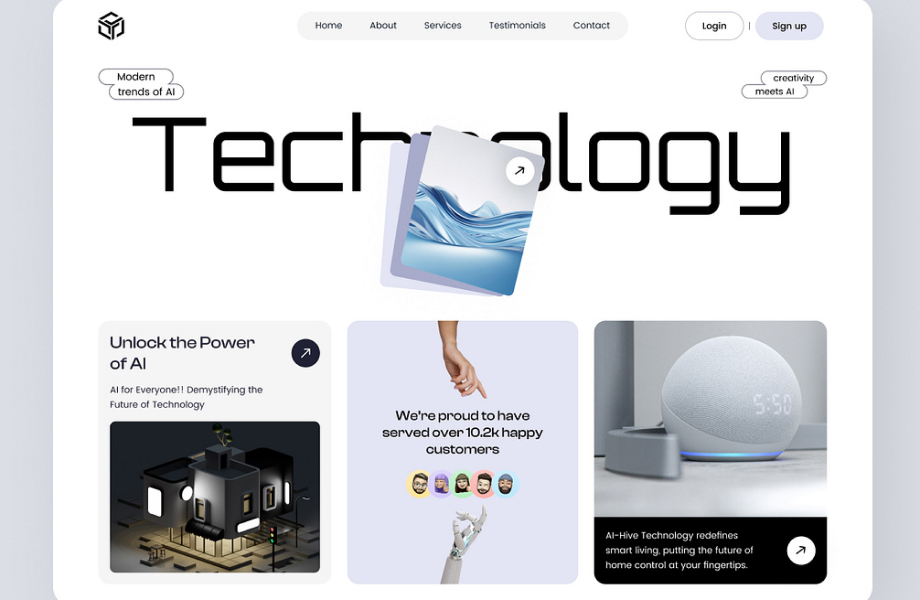 Home About Services Testimonials Contact Login | Sign up
Modern
trends of AI
creativity
meets AI
Technology
Unlock the Power
of AI
AI for Everyone!! Demystifying the
Future of Technology
We're proud to have
served over 10.2k happy
customers
5:50
AI-Hive Technology redefines
smart living, putting the future of
home control at your fingertips.